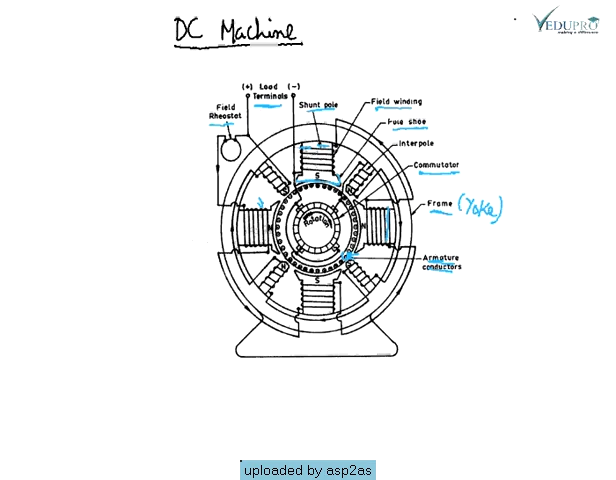 DC Machine
VEDUPRO
making a difference
(+) Load (-)
Terminals
Field
Rheostat
Shunt pole
Field winding
Pole shoe
Interpole
Commutator
Frame (Yoke)
Armature
conductors
S
N
N
S
Rotation
uploaded by asp2as